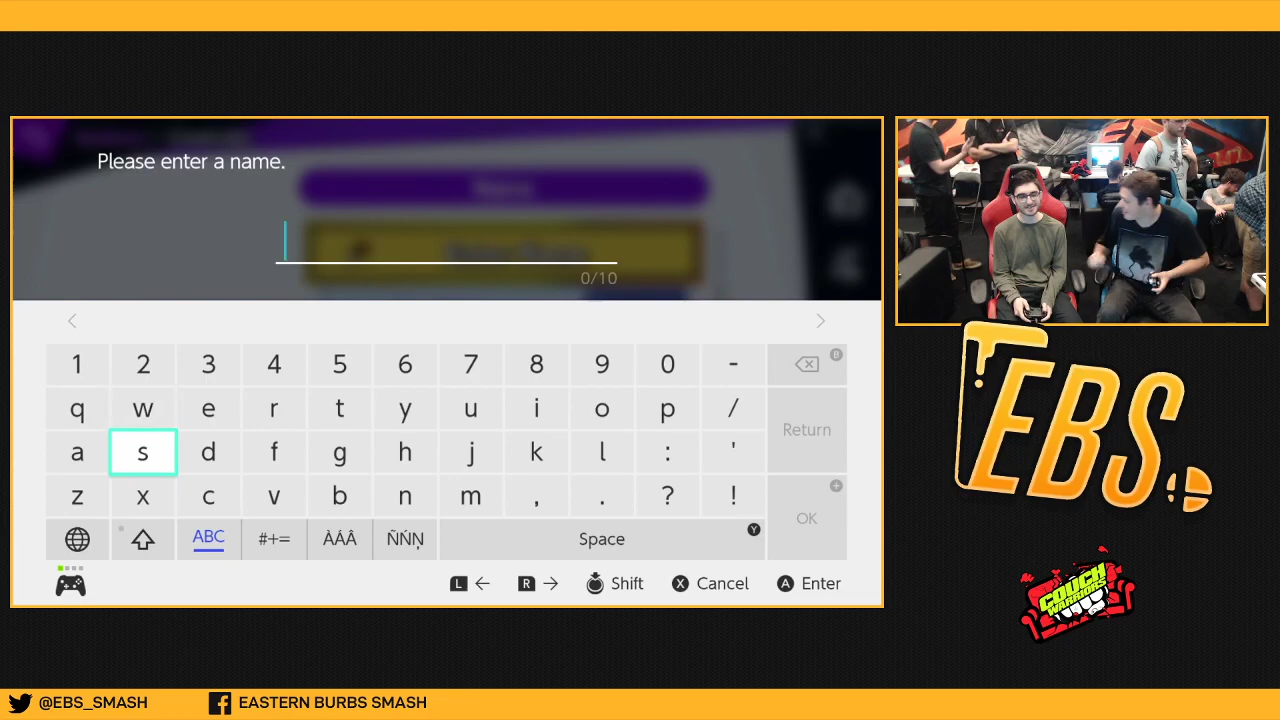 Please enter a name.
0/10
1 2 3 4 5 6 7 8 9 0 - B
q w e r t y u i o p / Return
a s d f g h j k l : '
z x c v b n m , . ? ! + OK
ABC #+= ÀÁÂ ÑŃŅ Space Y
L ← R → Shift X Cancel A Enter
EBS
COUCH
WARRIORS
@EBS_SMASH EASTERN BURBS SMASH